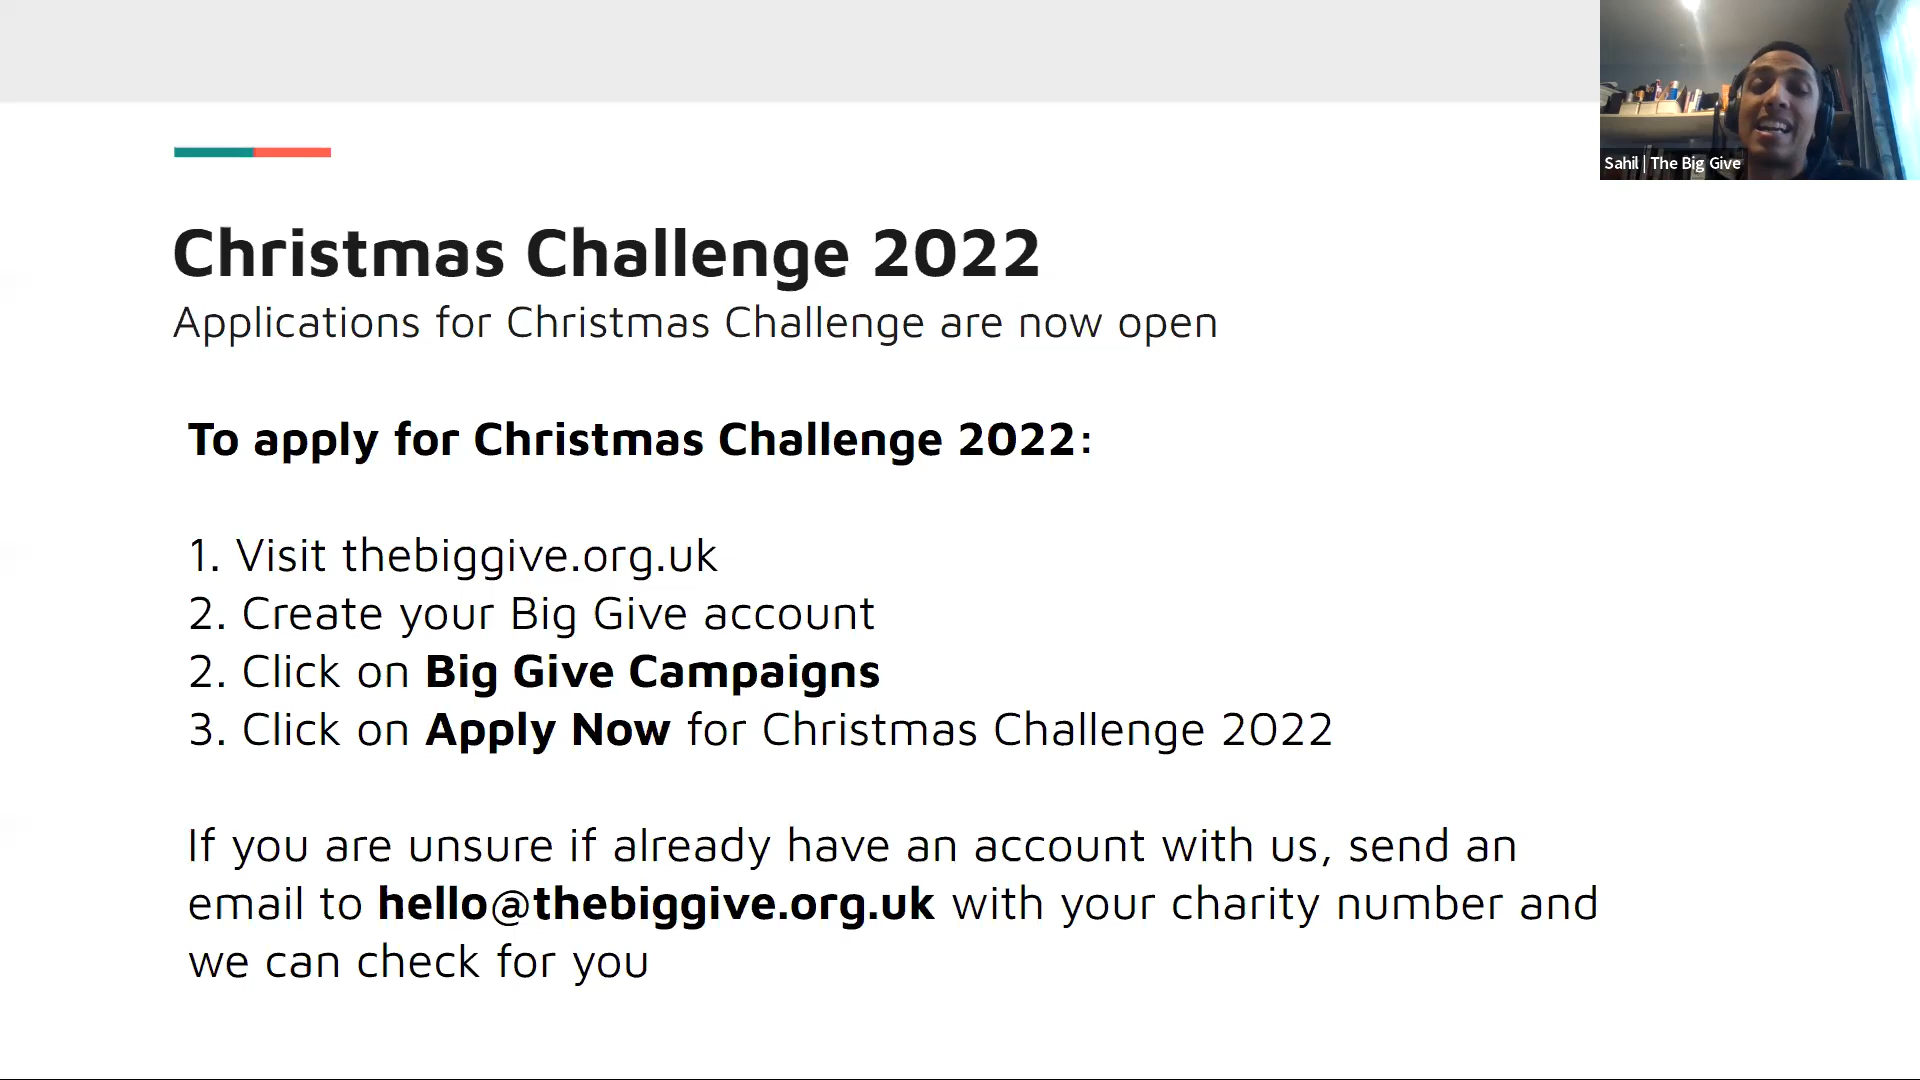 Sahil | The Big Give
Christmas Challenge 2022
Applications for Christmas Challenge are now open
To apply for Christmas Challenge 2022:
1. Visit thebiggive.org.uk
2. Create your Big Give account
2. Click on Big Give Campaigns
3. Click on Apply Now for Christmas Challenge 2022
If you are unsure if already have an account with us, send an
email to hello@thebiggive.org.uk with your charity number and
we can check for you